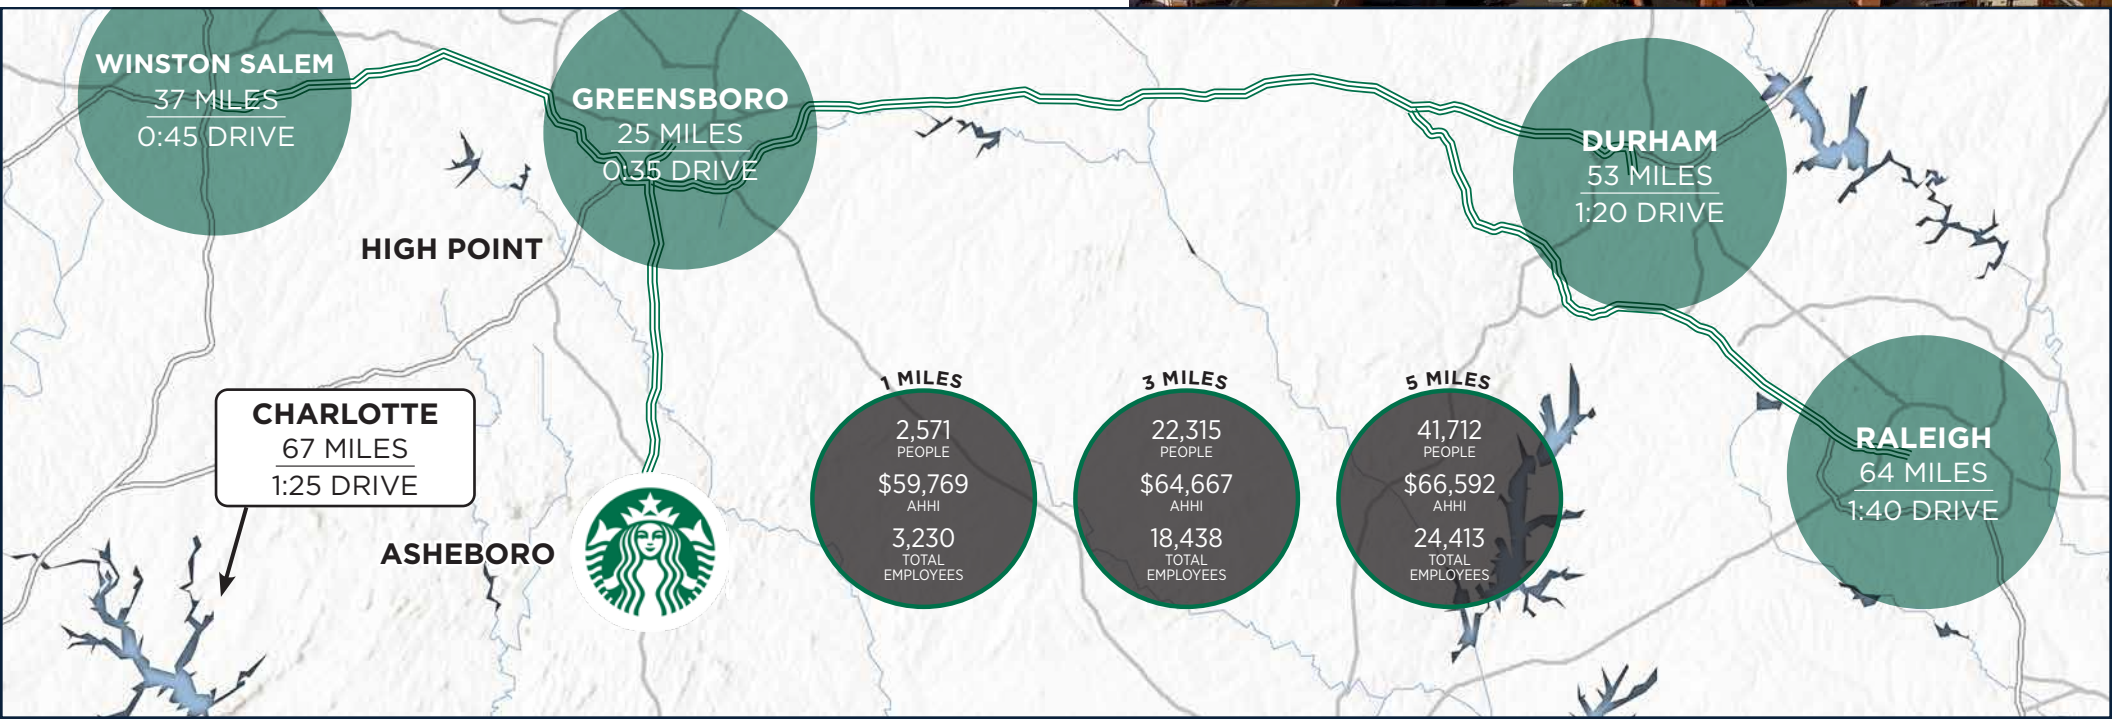 WINSTON SALEM
37 MILES
0:45 DRIVE
GREENSBORO
25 MILES
0:35 DRIVE
DURHAM
53 MILES
1:20 DRIVE
HIGH POINT
CHARLOTTE
67 MILES
1:25 DRIVE
ASHEBORO
1 MILES
2,571
PEOPLE
$59,769
AHHI
3,230
TOTAL
EMPLOYEES
3 MILES
22,315
PEOPLE
$64,667
AHHI
18,438
TOTAL
EMPLOYEES
5 MILES
41,712
PEOPLE
$66,592
AHHI
24,413
TOTAL
EMPLOYEES
RALEIGH
64 MILES
1:40 DRIVE